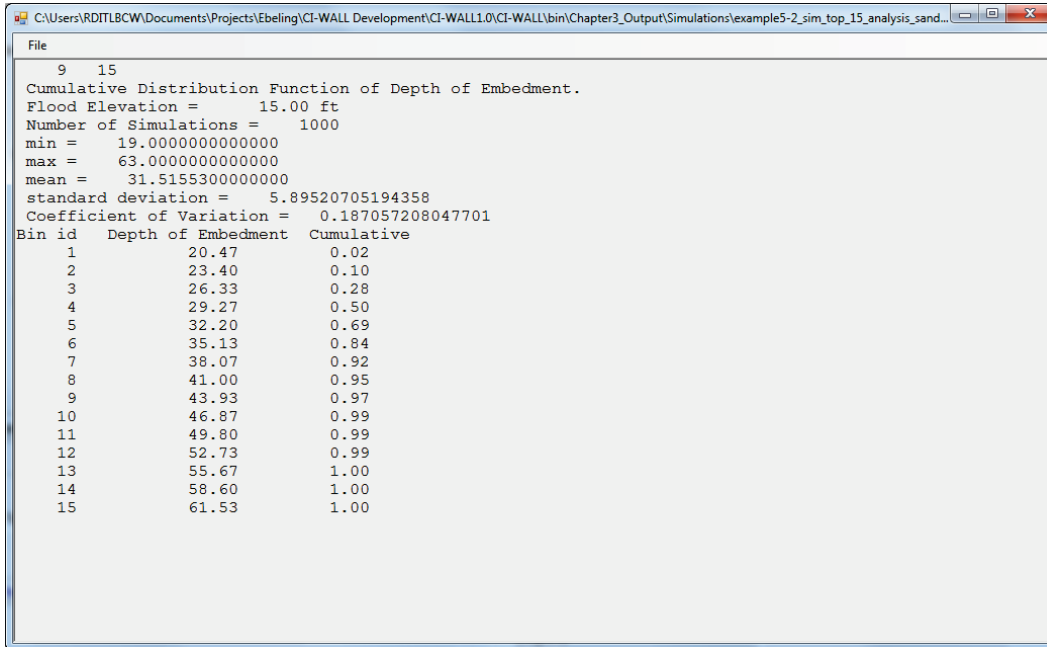 C:\Users\RDITLBCW\Documents\Projects\Ebeling\CI-WALL Development\CI-WALL1.0\CI-WALL\bin\Chapter3_Output\Simulations\example5-2_sim_top_15_analysis_sand...
File
9 15
Cumulative Distribution Function of Depth of Embedment.
Flood Elevation = 15.00 ft
Number of Simulations = 1000
min = 19.0000000000000
max = 63.0000000000000
mean = 31.5155300000000
standard deviation = 5.89520705194358
Coefficient of Variation = 0.187057208047701
Bin id Depth of Embedment Cumulative
1 20.47 0.02
2 23.40 0.10
3 26.33 0.28
4 29.27 0.50
5 32.20 0.69
6 35.13 0.84
7 38.07 0.92
8 41.00 0.95
9 43.93 0.97
10 46.87 0.99
11 49.80 0.99
12 52.73 0.99
13 55.67 1.00
14 58.60 1.00
15 61.53 1.00